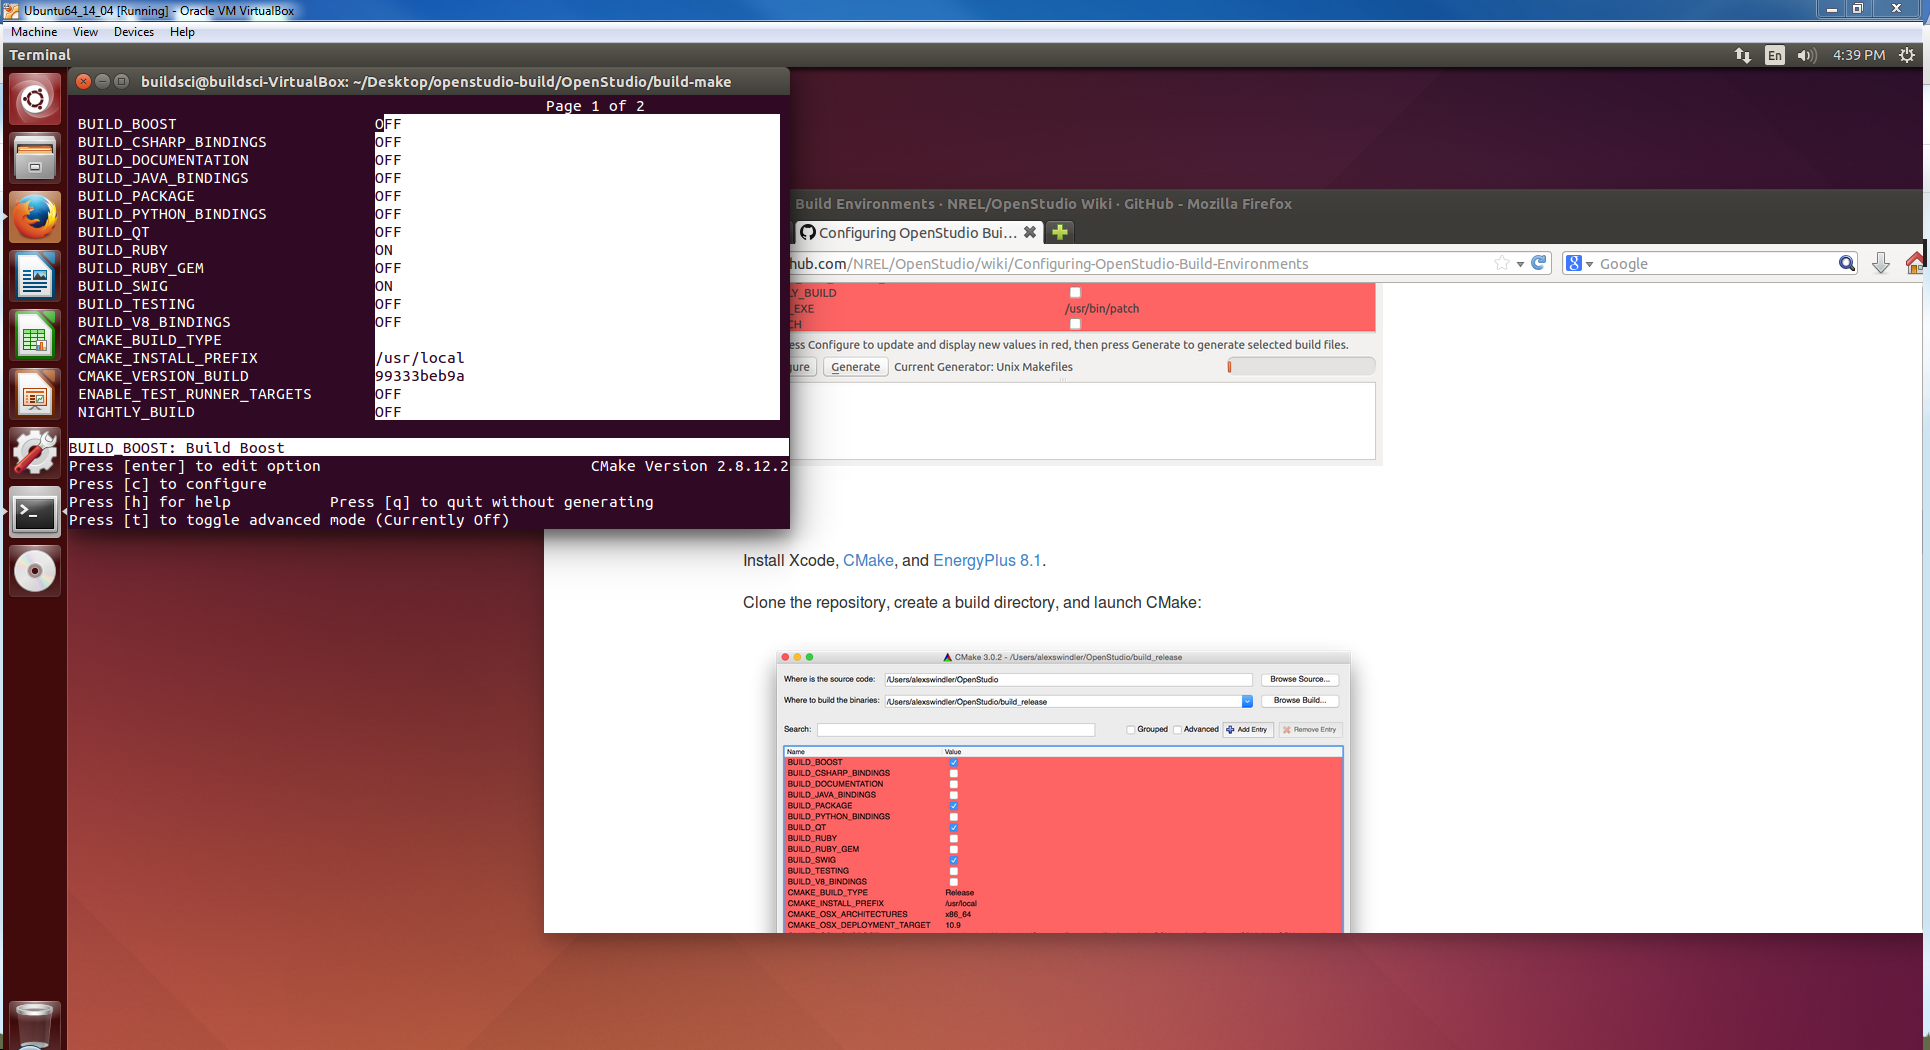 Ubuntu64_14_04 [Running] - Oracle VM VirtualBox
Machine View Devices Help
Terminal
En
4:39 PM
buildsci@buildsci-VirtualBox: ~/Desktop/openstudio-build/OpenStudio/build-make
Page 1 of 2
BUILD_BOOST OFF
BUILD_CSHARP_BINDINGS OFF
BUILD_DOCUMENTATION OFF
BUILD_JAVA_BINDINGS OFF
BUILD_PACKAGE OFF
BUILD_PYTHON_BINDINGS OFF
BUILD_QT OFF
BUILD_RUBY ON
BUILD_RUBY_GEM OFF
BUILD_SWIG ON
BUILD_TESTING OFF
BUILD_V8_BINDINGS OFF
CMAKE_BUILD_TYPE
CMAKE_INSTALL_PREFIX /usr/local
CMAKE_VERSION_BUILD 99333beb9a
ENABLE_TEST_RUNNER_TARGETS OFF
NIGHTLY_BUILD OFF
BUILD_BOOST: Build Boost
Press [enter] to edit option CMake Version 2.8.12.2
Press [c] to configure
Press [h] for help Press [q] to quit without generating
Press [t] to toggle advanced mode (Currently Off)
Build Environments · NREL/OpenStudio Wiki · GitHub - Mozilla Firefox
Configuring OpenStudio Bui...
hub.com/NREL/OpenStudio/wiki/Configuring-OpenStudio-Build-Environments
Google
LY_BUILD
_EXE /usr/bin/patch
CH
ess Configure to update and display new values in red, then press Generate to generate selected build files.
ure Generate Current Generator: Unix Makefiles
Install Xcode, CMake, and EnergyPlus 8.1.
Clone the repository, create a build directory, and launch CMake:
CMake 3.0.2 - /Users/alexswindler/OpenStudio/build_release
Where is the source code: /Users/alexswindler/OpenStudio Browse Source...
Where to build the binaries: /Users/alexswindler/OpenStudio/build_release Browse Build...
Search: Grouped Advanced Add Entry Remove Entry
Name Value
BUILD_BOOST
BUILD_CSHARP_BINDINGS
BUILD_DOCUMENTATION
BUILD_JAVA_BINDINGS
BUILD_PACKAGE
BUILD_PYTHON_BINDINGS
BUILD_QT
BUILD_RUBY
BUILD_RUBY_GEM
BUILD_SWIG
BUILD_TESTING
BUILD_V8_BINDINGS
CMAKE_BUILD_TYPE Release
CMAKE_INSTALL_PREFIX /usr/local
CMAKE_OSX_ARCHITECTURES x86_64
CMAKE_OSX_DEPLOYMENT_TARGET 10.9